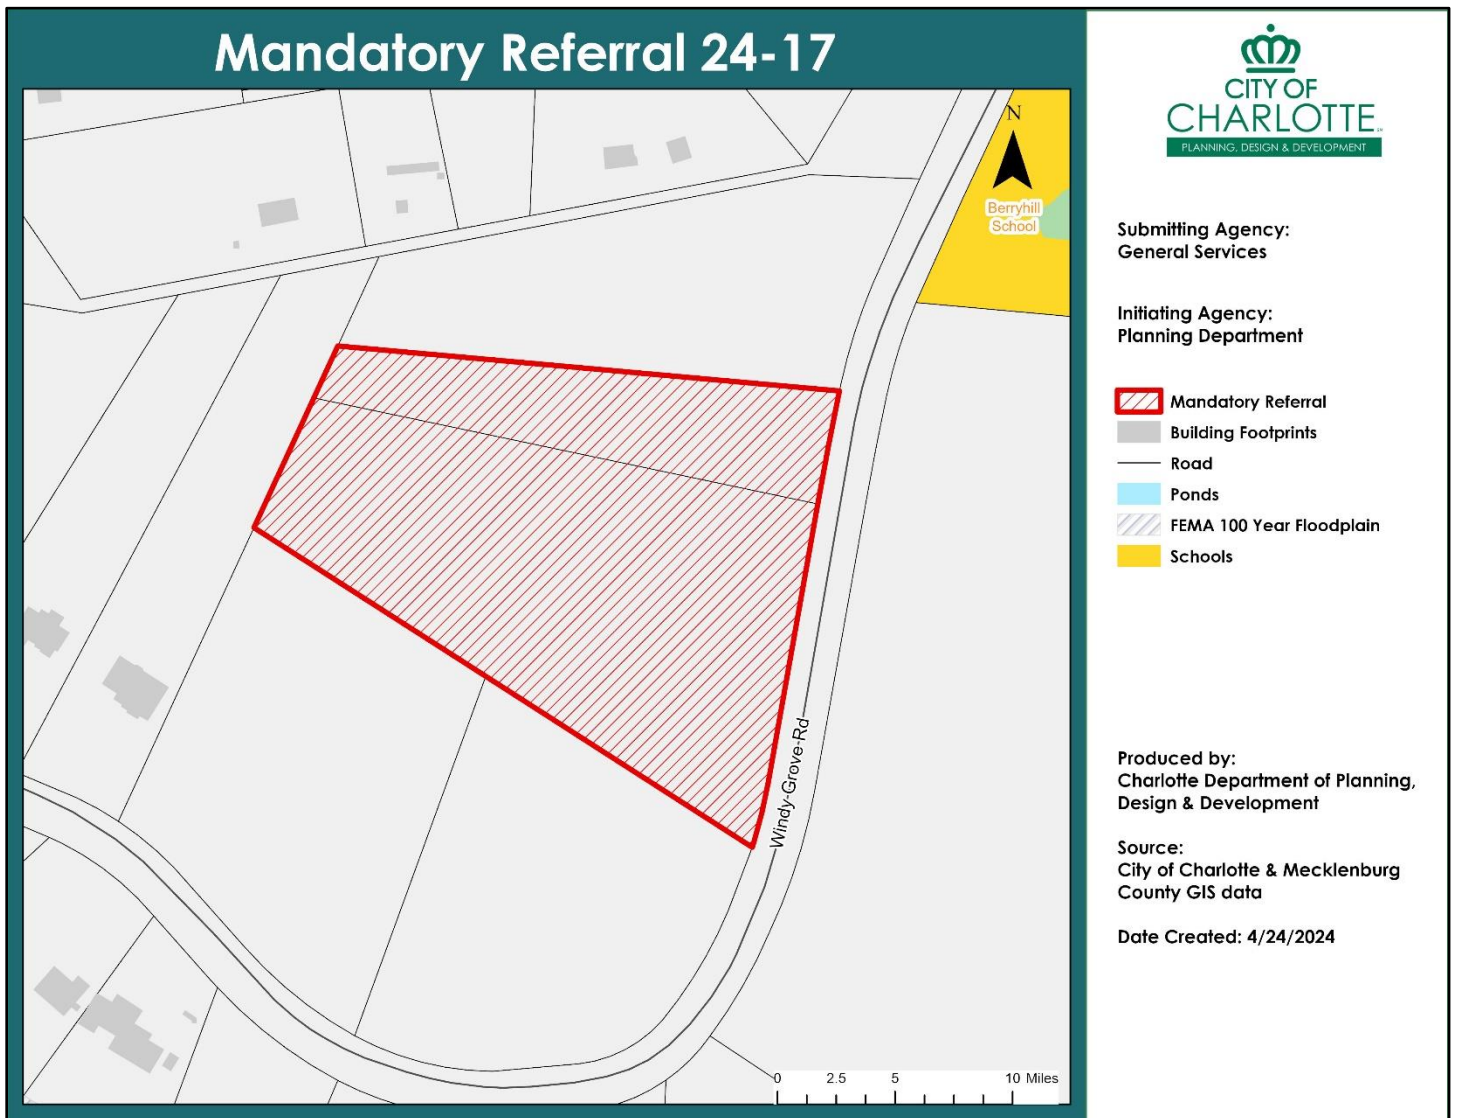 Mandatory Referral 24-17
N
Berryhill
School
Windy-Grove-Rd
0 2.5 5 10 Miles
CITY OF
CHARLOTTE
PLANNING, DESIGN & DEVELOPMENT
Submitting Agency:
General Services
Initiating Agency:
Planning Department
Mandatory Referral
Building Footprints
Road
Ponds
FEMA 100 Year Floodplain
Schools
Produced by:
Charlotte Department of Planning,
Design & Development
Source:
City of Charlotte & Mecklenburg
County GIS data
Date Created: 4/24/2024